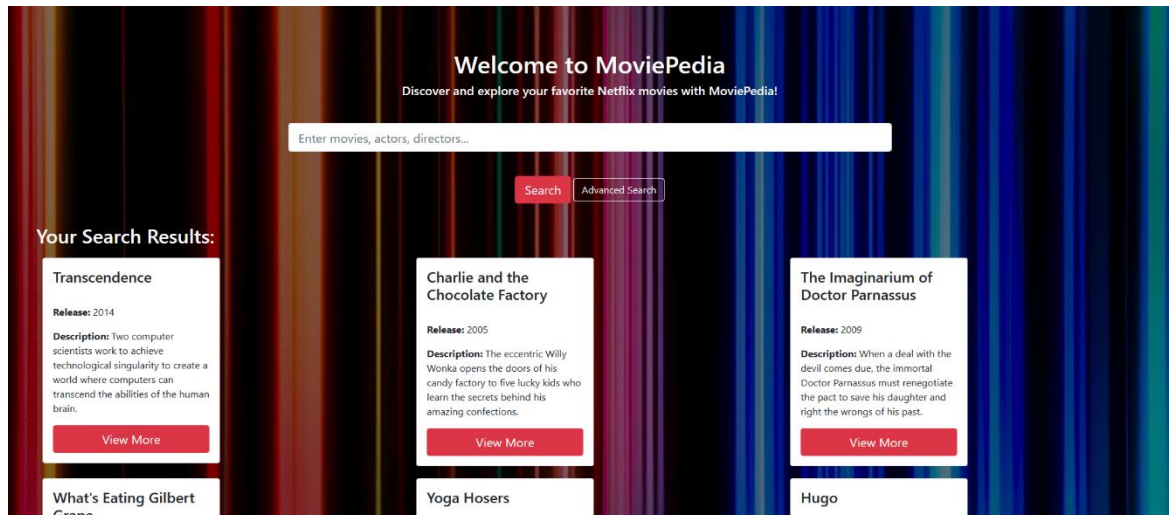 Welcome to MoviePedia
Discover and explore your favorite Netflix movies with MoviePedia!
Enter movies, actors, directors...
Search
Advanced Search
Your Search Results:
Transcendence
Release: 2014
Description: Two computer
scientists work to achieve
technological singularity to create a
world where computers can
transcend the abilities of the human
brain.
View More
Charlie and the
Chocolate Factory
Release: 2005
Description: The eccentric Willy
Wonka opens the doors of his
candy factory to five lucky kids who
learn the secrets behind his
amazing confections.
View More
The Imaginarium of
Doctor Parnassus
Release: 2009
Description: When a deal with the
devil comes due, the immortal
Doctor Parnassus must renegotiate
the pact to save his daughter and
right the wrongs of his past.
View More
What's Eating Gilbert
Grape
Yoga Hosers
Hugo